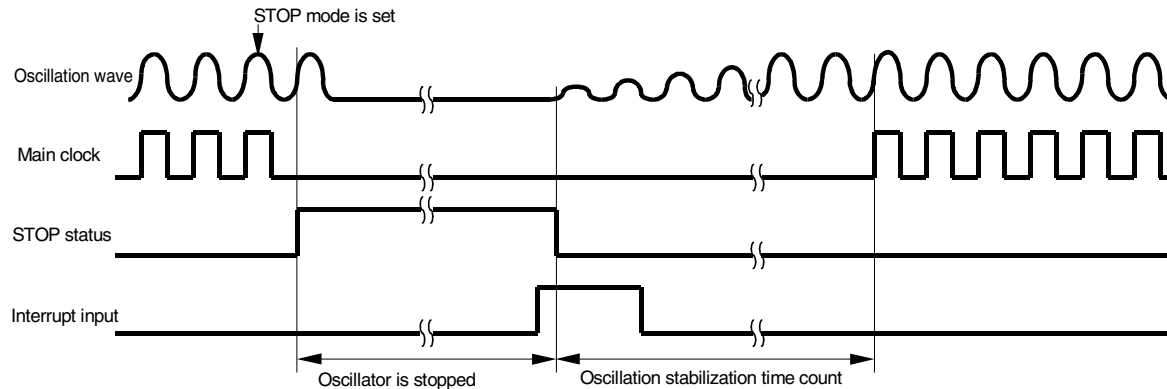 STOP mode is set
Oscillation wave
Main clock
STOP status
Interrupt input
Oscillator is stopped
Oscillation stabilization time count